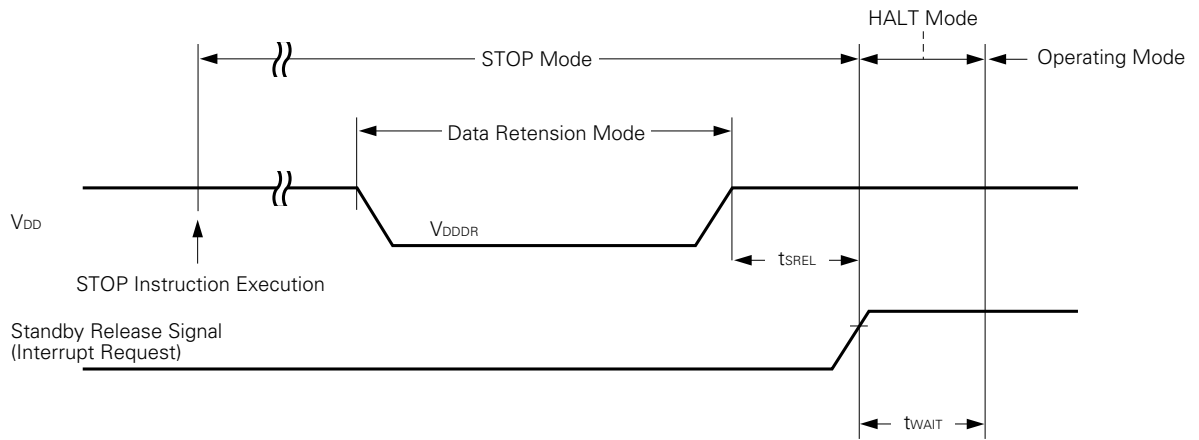 HALT Mode
STOP Mode
Operating Mode
Data Retension Mode
VDD
VDDDR
tSREL
STOP Instruction Execution
Standby Release Signal
(Interrupt Request)
tWAIT